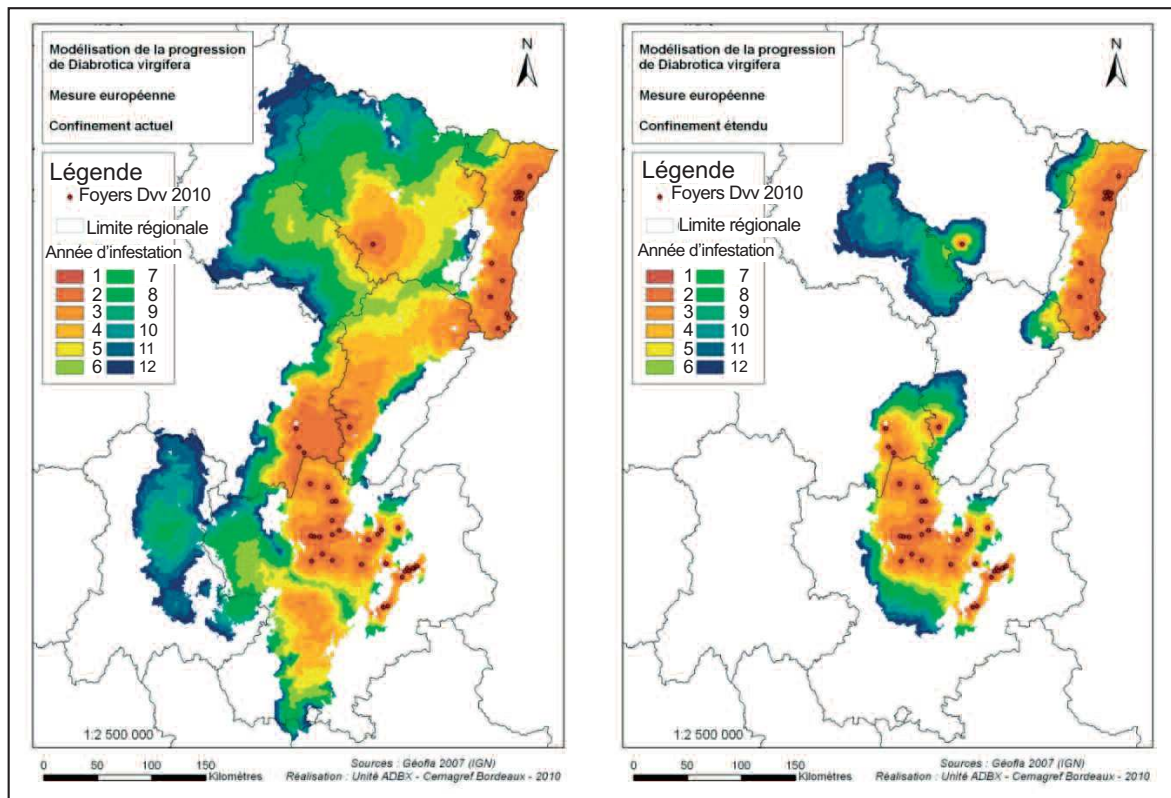 Modélisation de la progression
de Diabrotica virgifera
Mesure européenne
Confinement actuel
N
Légende
Foyers Dvv 2010
Limite régionale
Année d'infestation
1 7
2 8
3 9
4 10
5 11
6 12
1:2 500 000
0 50 100 150
Kilomètres
Sources : Géofla 2007 (IGN)
Réalisation : Unité ADBX - Cemagref Bordeaux - 2010
Modélisation de la progression
de Diabrotica virgifera
Mesure européenne
Confinement étendu
N
Légende
Foyers Dvv 2010
Limite régionale
Année d'infestation
1 7
2 8
3 9
4 10
5 11
6 12
1:2 500 000
0 50 100 150
Kilomètres
Sources : Géofla 2007 (IGN)
Réalisation : Unité ADBX - Cemagref Bordeaux - 2010